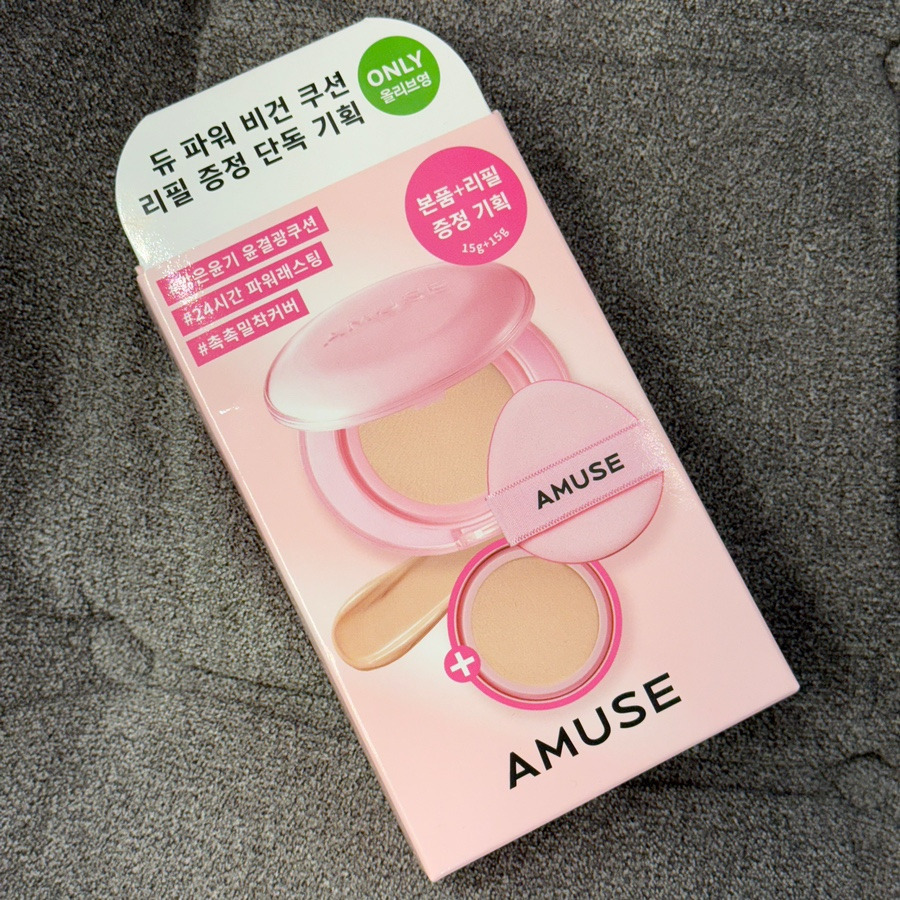 듀 파워 비건 쿠션
리필 증정 단독 기획
ONLY
올리브영
본품+리필
증정 기획
15g+15g
#맑은윤기 윤결광쿠션
#24시간 파워래스팅
#촉촉밀착커버
AMUSE
AMUSE
AMUSE